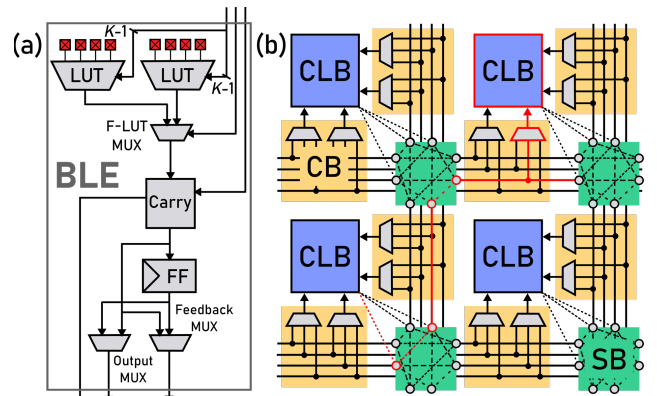 (a)
K-1
LUT
LUT
K-1
F-LUT
MUX
BLE
Carry
FF
Feedback
MUX
Output
MUX
(b)
CLB
CLB
CB
CLB
CLB
SB